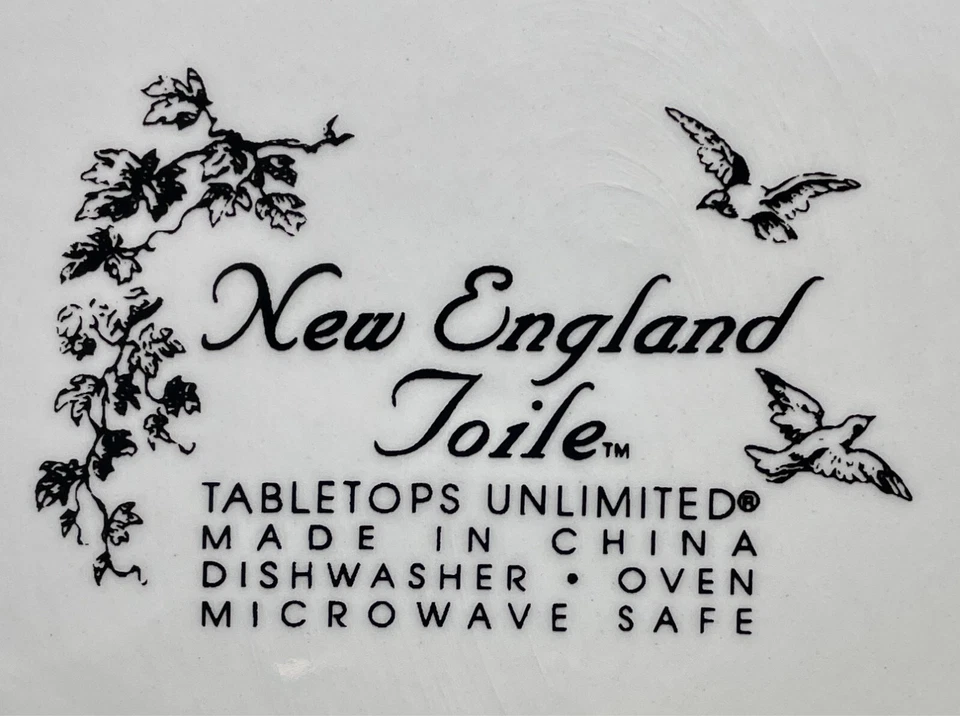 New England
Toile™
TABLETOPS UNLIMITED®
MADE IN CHINA
DISHWASHER • OVEN
MICROWAVE SAFE